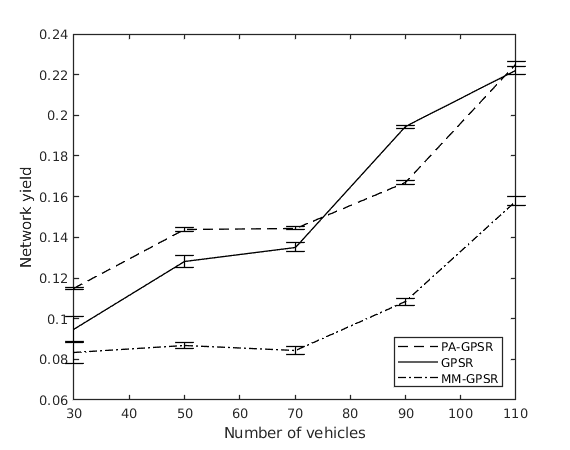 0.24
0.22
0.2
0.18
0.16
0.14
0.12
0.1
0.08
0.06
Network yield
30 40 50 60 70 80 90 100 110
Number of vehicles
PA-GPSR
GPSR
MM-GPSR